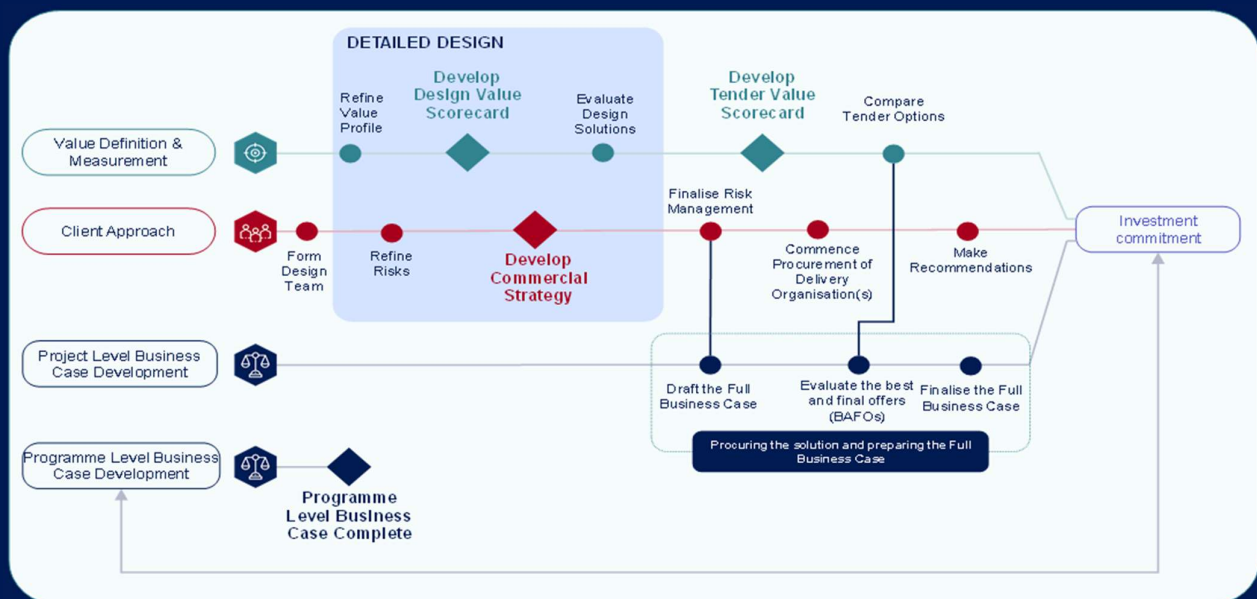 DETAILED DESIGN
Refine
Value
Profile
Develop
Design Value
Scorecard
Evaluate
Design
Solutions
Develop
Tender Value
Scorecard
Compare
Tender Options
Value Definition &
Measurement
Client Approach
Form
Design
Team
Refine
Risks
Develop
Commercial
Strategy
Finalise Risk
Management
Commence
Procurement of
Delivery
Organisation(s)
Make
Recommendations
Investment
commitment
Project Level Business
Case Development
Draft the Full
Business Case
Evaluate the best
and final offers
(BAFOs)
Finalise the Full
Business Case
Procuring the solution and preparing the Full
Business Case
Programme Level Business
Case Development
Programme
Level Business
Case Complete